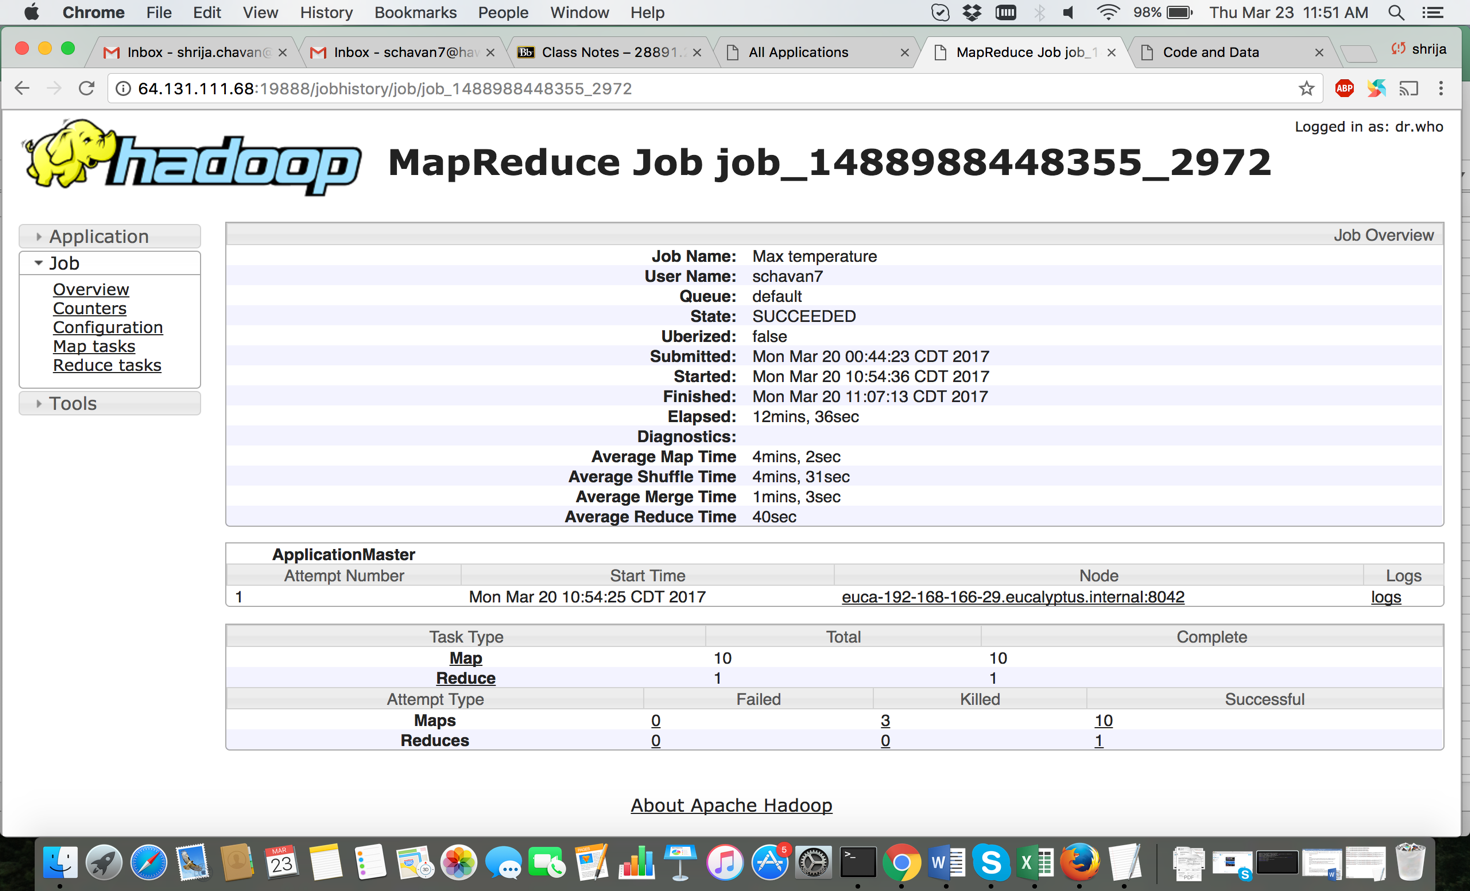 Chrome File Edit View History Bookmarks People Window Help 98% Thu Mar 23 11:51 AM
Inbox - shrija.chavan@ Inbox - schavan7@haw Bb Class Notes – 28891. All Applications MapReduce Job job_1 Code and Data shrija
64.131.111.68:19888/jobhistory/job/job_1488988448355_2972 ABP
Logged in as: dr.who
hadoop MapReduce Job job_1488988448355_2972
Application
Job
Overview
Counters
Configuration
Map tasks
Reduce tasks
Tools
Job Overview
Job Name: Max temperature
User Name: schavan7
Queue: default
State: SUCCEEDED
Uberized: false
Submitted: Mon Mar 20 00:44:23 CDT 2017
Started: Mon Mar 20 10:54:36 CDT 2017
Finished: Mon Mar 20 11:07:13 CDT 2017
Elapsed: 12mins, 36sec
Diagnostics:
Average Map Time 4mins, 2sec
Average Shuffle Time 4mins, 31sec
Average Merge Time 1mins, 3sec
Average Reduce Time 40sec
ApplicationMaster
Attempt Number Start Time Node Logs
1 Mon Mar 20 10:54:25 CDT 2017 euca-192-168-166-29.eucalyptus.internal:8042 logs
Task Type Total Complete
Map 10 10
Reduce 1 1
Attempt Type Failed Killed Successful
Maps 0 3 10
Reduces 0 0 1
About Apache Hadoop
MAR
23
5